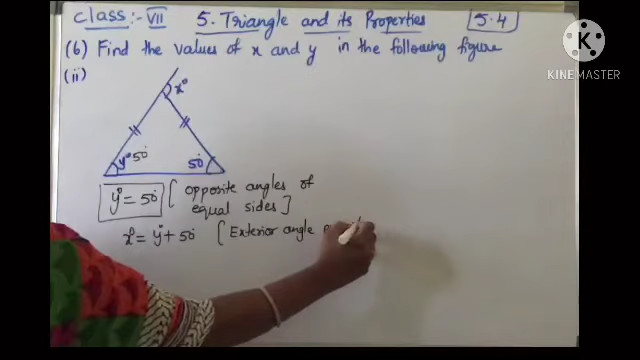 Class:- VII 5. Triangle and its Properties 5.4
(6) Find the values of x and y in the following figure
(ii)
x°
y° 50° 50°
y° = 50° [ opposite angles of
equal sides ]
x° = y° + 50° [ Exterior angle
KINEMASTER